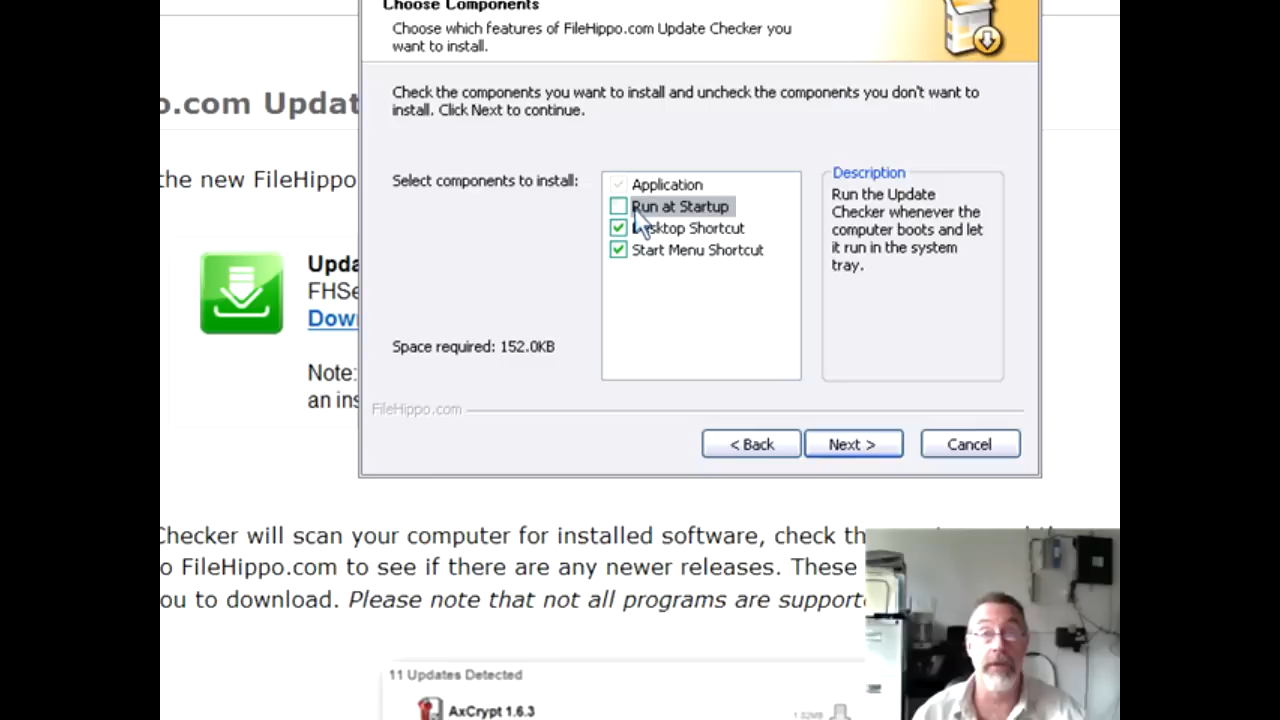 Choose Components
Choose which features of FileHippo.com Update Checker you
want to install.
Check the components you want to install and uncheck the components you don't want to
install. Click Next to continue.
Select components to install:
Application
Run at Startup
Desktop Shortcut
Start Menu Shortcut
Description
Run the Update
Checker whenever the
computer boots and let
it run in the system
tray.
Space required: 152.0KB
FileHippo.com
< Back
Next >
Cancel
o.com Upda
the new FileHippo
Upda
FHSe
Down
Note:
an ins
Checker will scan your computer for installed software, check th
o FileHippo.com to see if there are any newer releases. These
ou to download. Please note that not all programs are support
11 Updates Detected
AxCrypt 1.6.3
1.02MB